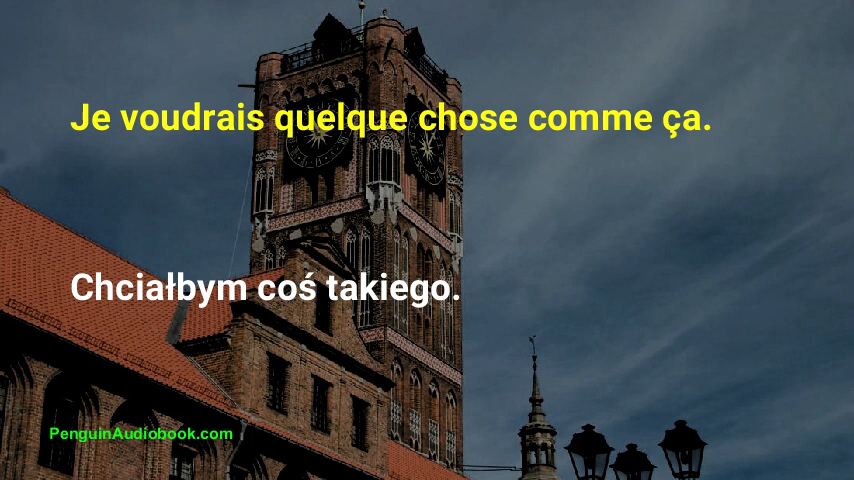 Je voudrais quelque chose comme ça.
Chciałbym coś takiego.
PenguinAudiobook.com